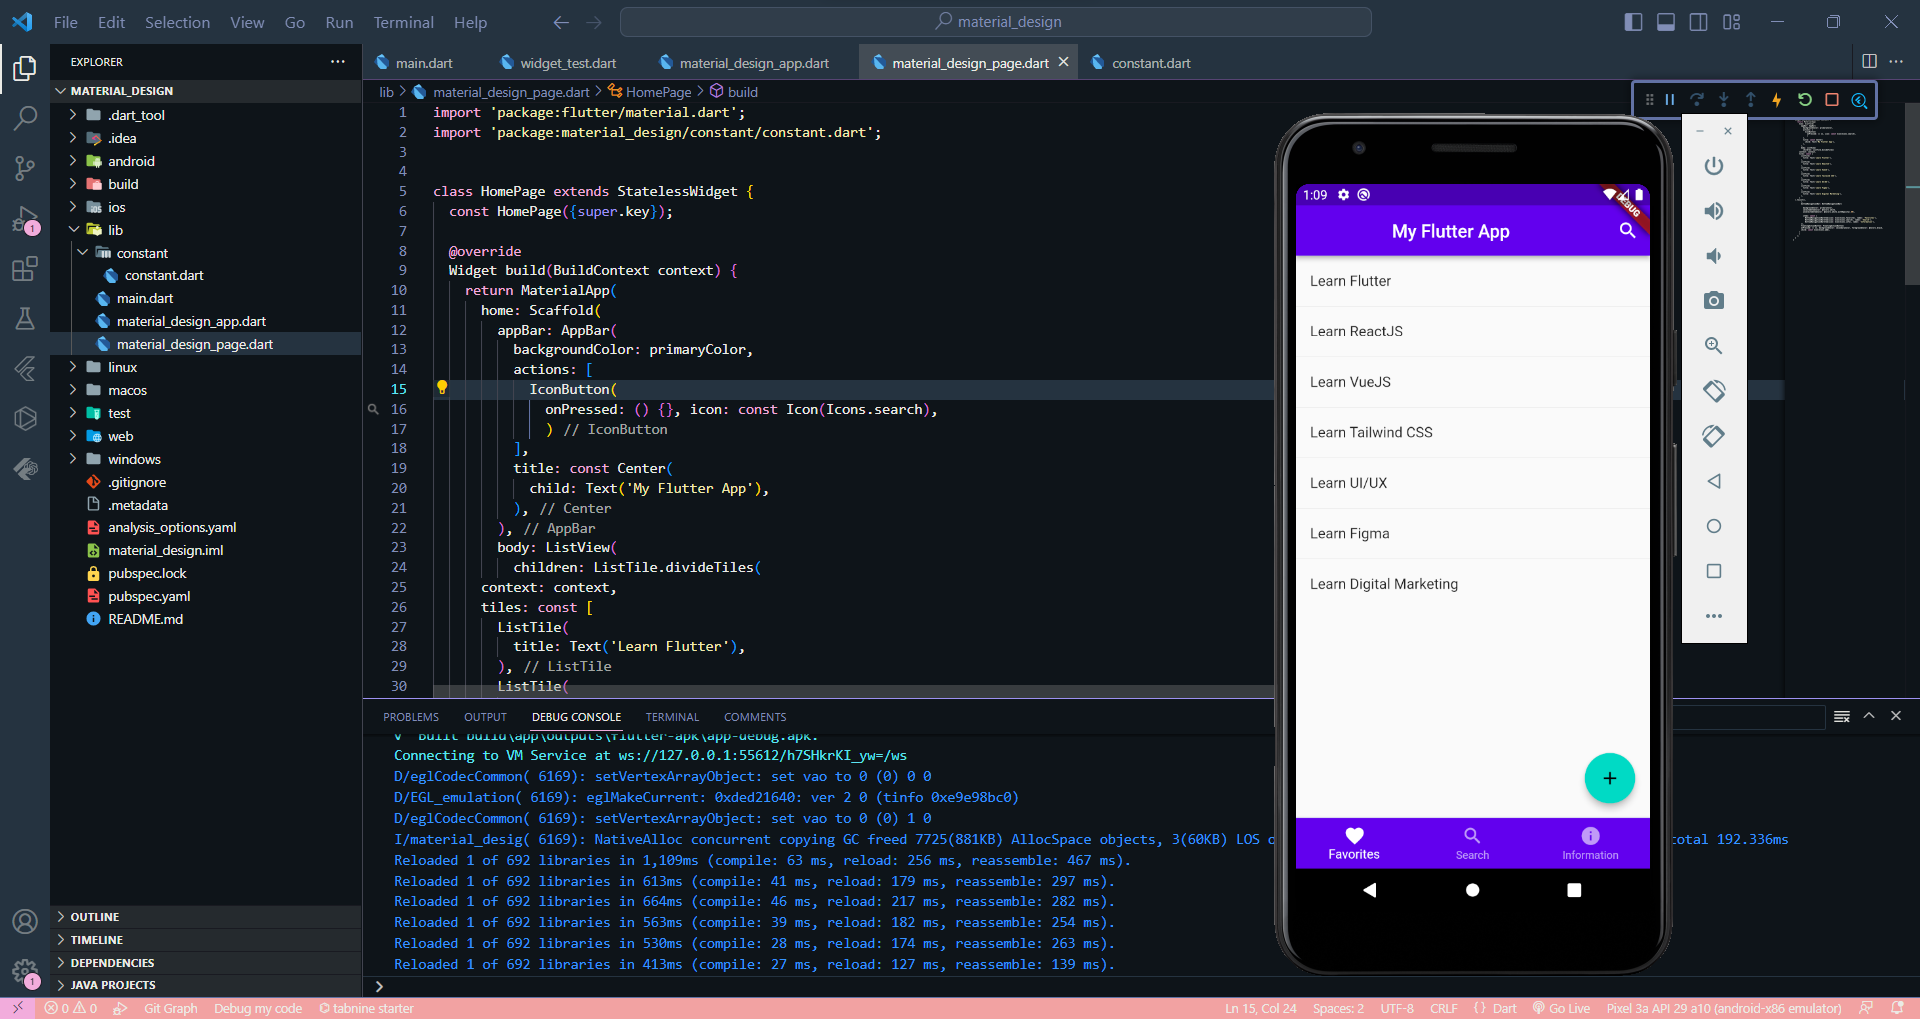 File Edit Selection View Go Run Terminal Help
material_design
EXPLORER
MATERIAL_DESIGN
.dart_tool
.idea
android
build
ios
lib
constant
constant.dart
main.dart
material_design_app.dart
material_design_page.dart
linux
macos
test
web
windows
.gitignore
.metadata
analysis_options.yaml
material_design.iml
pubspec.lock
pubspec.yaml
README.md
OUTLINE
TIMELINE
DEPENDENCIES
JAVA PROJECTS
1
1
main.dart widget_test.dart material_design_app.dart material_design_page.dart constant.dart
lib > material_design_page.dart > HomePage > build
1 import 'package:flutter/material.dart';
2 import 'package:material_design/constant/constant.dart';
3
4
5 class HomePage extends StatelessWidget {
6 const HomePage({super.key});
7
8 @override
9 Widget build(BuildContext context) {
10 return MaterialApp(
11 home: Scaffold(
12 appBar: AppBar(
13 backgroundColor: primaryColor,
14 actions: [
15 IconButton(
16 onPressed: () {}, icon: const Icon(Icons.search),
17 ) // IconButton
18 ],
19 title: const Center(
20 child: Text('My Flutter App'),
21 ), // Center
22 ), // AppBar
23 body: ListView(
24 children: ListTile.divideTiles(
25 context: context,
26 tiles: const [
27 ListTile(
28 title: Text('Learn Flutter'),
29 ), // ListTile
30 ListTile(
PROBLEMS OUTPUT DEBUG CONSOLE TERMINAL COMMENTS
√ Built build\app\outputs\flutter-apk\app-debug.apk.
Connecting to VM Service at ws://127.0.0.1:55612/h7SHkrKI_yw=/ws
D/eglCodecCommon( 6169): setVertexArrayObject: set vao to 0 (0) 0 0
D/EGL_emulation( 6169): eglMakeCurrent: 0xded21640: ver 2 0 (tinfo 0xe9e98bc0)
D/eglCodecCommon( 6169): setVertexArrayObject: set vao to 0 (0) 1 0
I/material_desig( 6169): NativeAlloc concurrent copying GC freed 7725(881KB) AllocSpace objects, 3(60KB) LOS total 192.336ms
Reloaded 1 of 692 libraries in 1,109ms (compile: 63 ms, reload: 256 ms, reassemble: 467 ms).
Reloaded 1 of 692 libraries in 613ms (compile: 41 ms, reload: 179 ms, reassemble: 297 ms).
Reloaded 1 of 692 libraries in 664ms (compile: 46 ms, reload: 217 ms, reassemble: 282 ms).
Reloaded 1 of 692 libraries in 563ms (compile: 39 ms, reload: 182 ms, reassemble: 254 ms).
Reloaded 1 of 692 libraries in 530ms (compile: 28 ms, reload: 174 ms, reassemble: 263 ms).
Reloaded 1 of 692 libraries in 413ms (compile: 27 ms, reload: 127 ms, reassemble: 139 ms).
1:09
DEBUG
My Flutter App
Learn Flutter
Learn ReactJS
Learn VueJS
Learn Tailwind CSS
Learn UI/UX
Learn Figma
Learn Digital Marketing
Favorites Search Information
0 0 Git Graph Debug my code tabnine starter Ln 15, Col 24 Spaces: 2 UTF-8 CRLF { } Dart Go Live Pixel 3a API 29 a10 (android-x86 emulator)